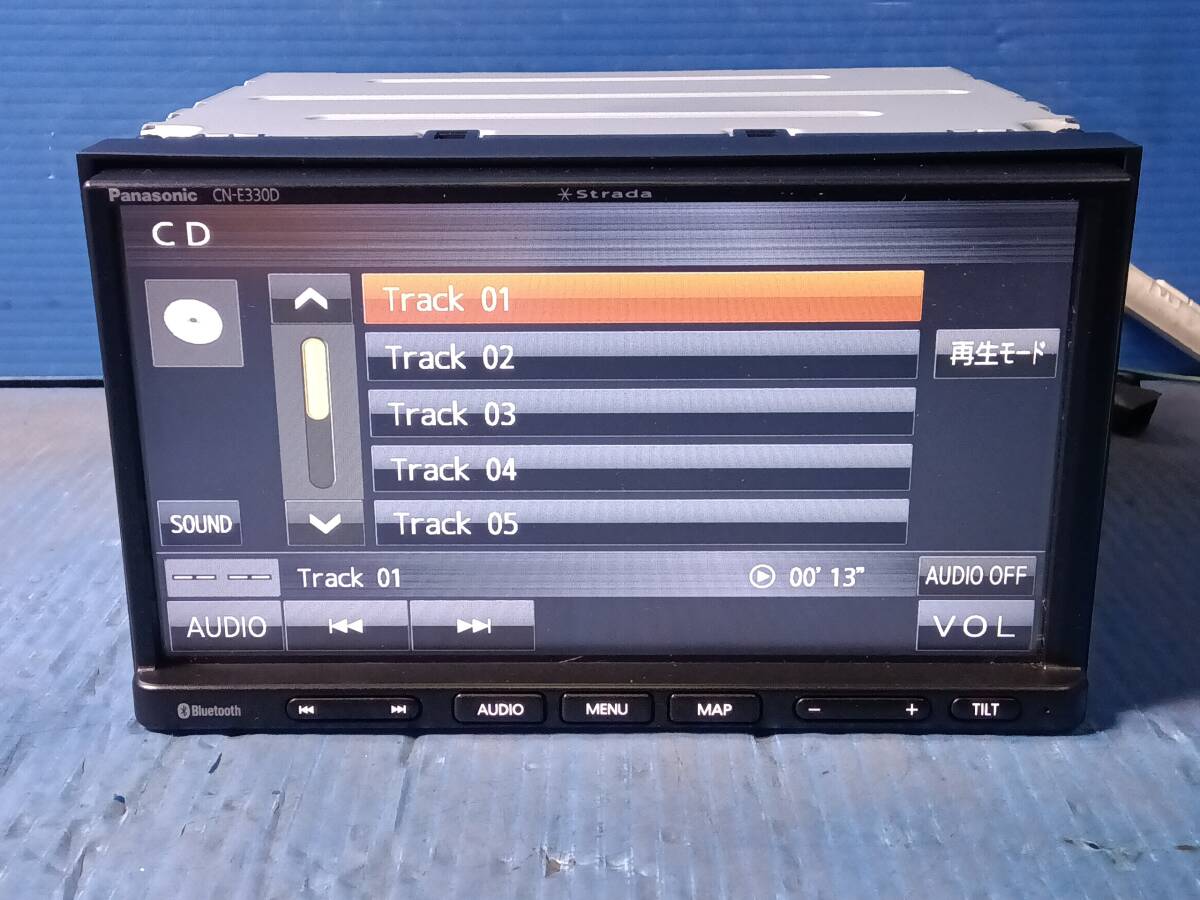 Panasonic CN-E330D Strada
CD
Track 01
Track 02
再生モード
Track 03
Track 04
SOUND
Track 05
-- -- Track 01 00' 13" AUDIO OFF
AUDIO VOL
Bluetooth AUDIO MENU MAP - + TILT